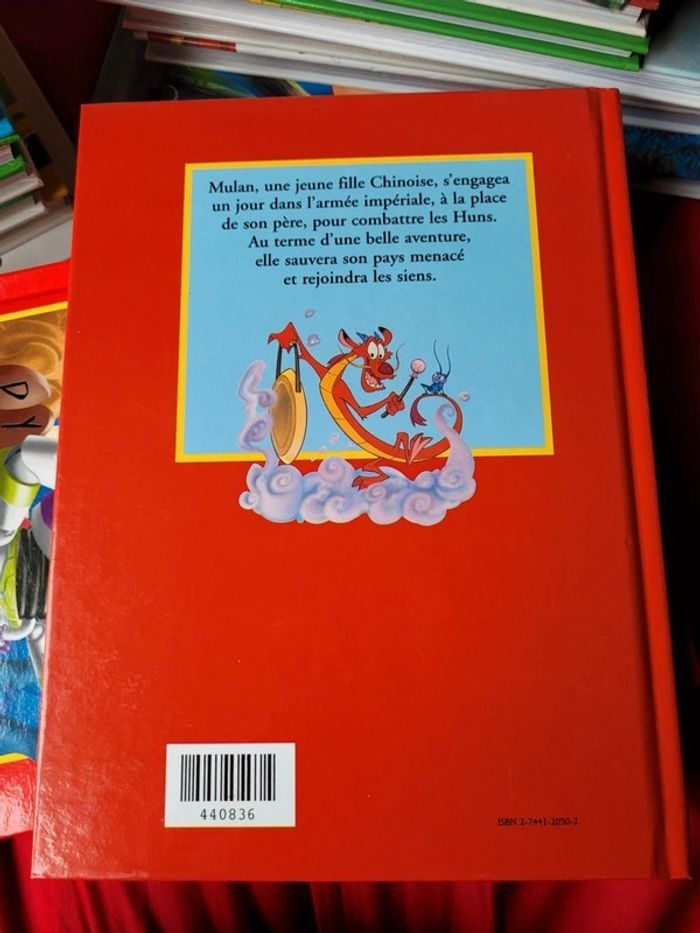 Mulan, une jeune fille Chinoise, s'engagea
un jour dans l'armée impériale, à la place
de son père, pour combattre les Huns.
Au terme d'une belle aventure,
elle sauvera son pays menacé
et rejoindra les siens.
DY
440836
ISBN 2-7441-2050-2